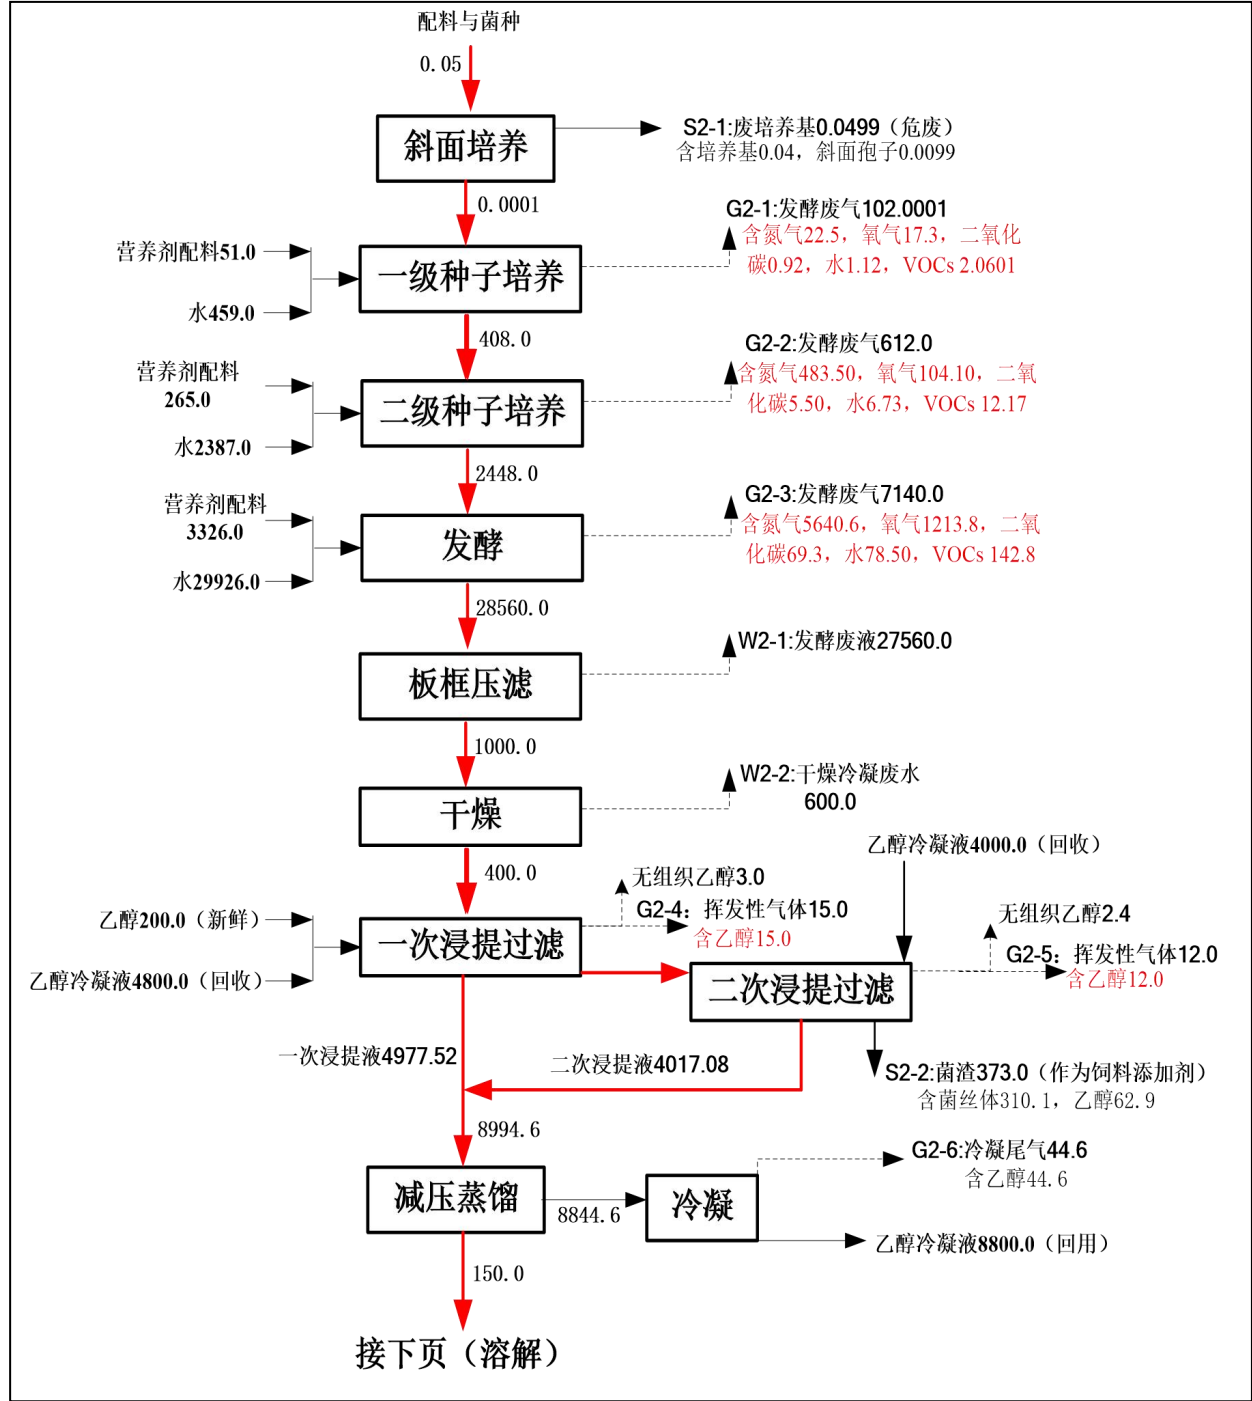 配料与菌种
0.05
斜面培养
S2-1:废培养基0.0499（危废）
含培养基0.04，斜面孢子0.0099
0.0001
G2-1:发酵废气102.0001
含氮气22.5，氧气17.3，二氧化
碳0.92，水1.12，VOCs 2.0601
营养剂配料51.0
一级种子培养
水459.0
408.0
G2-2:发酵废气612.0
含氮气483.50，氧气104.10，二氧
化碳5.50，水6.73，VOCs 12.17
营养剂配料
265.0
二级种子培养
水2387.0
2448.0
G2-3:发酵废气7140.0
含氮气5640.6，氧气1213.8，二氧
化碳69.3，水78.50，VOCs 142.8
营养剂配料
3326.0
发酵
水29926.0
28560.0
W2-1:发酵废液27560.0
板框压滤
1000.0
W2-2:干燥冷凝废水
600.0
干燥
乙醇冷凝液4000.0（回收）
400.0
无组织乙醇3.0
G2-4：挥发性气体15.0
含乙醇15.0
无组织乙醇2.4
G2-5：挥发性气体12.0
含乙醇12.0
乙醇200.0（新鲜）
一次浸提过滤
乙醇冷凝液4800.0（回收）
二次浸提过滤
一次浸提液4977.52
二次浸提液4017.08
S2-2:菌渣373.0（作为饲料添加剂）
含菌丝体310.1，乙醇62.9
8994.6
G2-6:冷凝尾气44.6
含乙醇44.6
减压蒸馏
8844.6
冷凝
乙醇冷凝液8800.0（回用）
150.0
接下页（溶解）